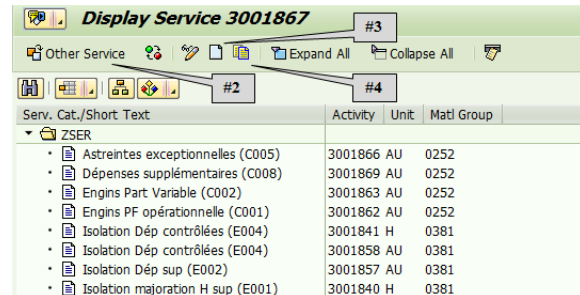 Display Service 3001867
#3
Other Service Expand All Collapse All
#2 #4
Serv. Cat./Short Text Activity Unit Matl Group
ZSER
Astreintes exceptionnelles (C005) 3001866 AU 0252
Dépenses supplémentaires (C008) 3001869 AU 0252
Engins Part Variable (C002) 3001863 AU 0252
Engins PF opérationnelle (C001) 3001862 AU 0252
Isolation Dép contrôlées (E004) 3001841 H 0381
Isolation Dép contrôlées (E004) 3001858 AU 0381
Isolation Dép sup (E002) 3001857 AU 0381
Isolation majoration H sup (E001) 3001840 H 0381